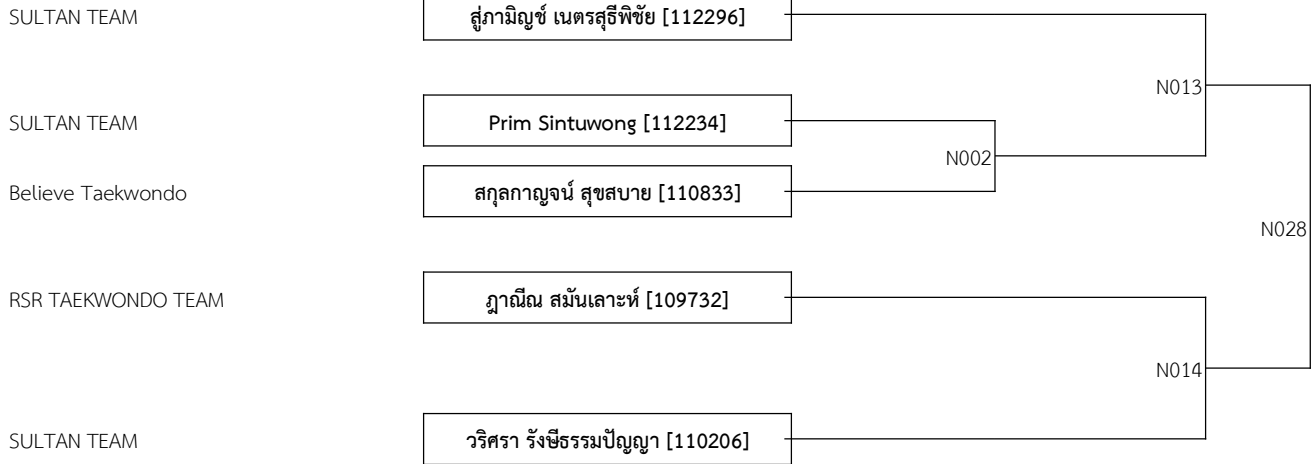 SULTAN TEAM สู่ภามิญช์ เนตรสุธีพิชัย [112296]
N013
SULTAN TEAM Prim Sintuwong [112234]
N002
Believe Taekwondo สกุลกาญจน์ สุขสบาย [110833]
N028
RSR TAEKWONDO TEAM ฎาณีณ สมันเลาะห์ [109732]
N014
SULTAN TEAM วริศรา รังษีธรรมปัญญา [110206]